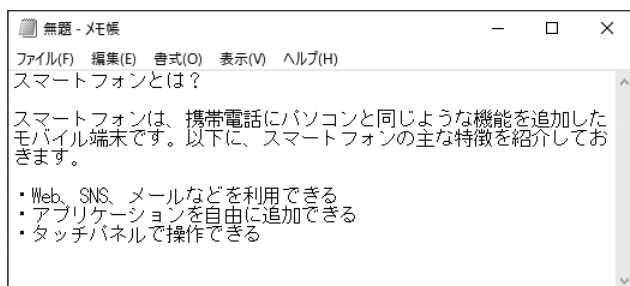 無題 - メモ帳
ファイル(F) 編集(E) 書式(O) 表示(V) ヘルプ(H)
スマートフォンとは？
スマートフォンは、携帯電話にパソコンと同じような機能を追加した
モバイル端末です。以下に、スマートフォンの主な特徴を紹介してお
きます。
・Web、SNS、メールなどを利用できる
・アプリケーションを自由に追加できる
・タッチパネルで操作できる